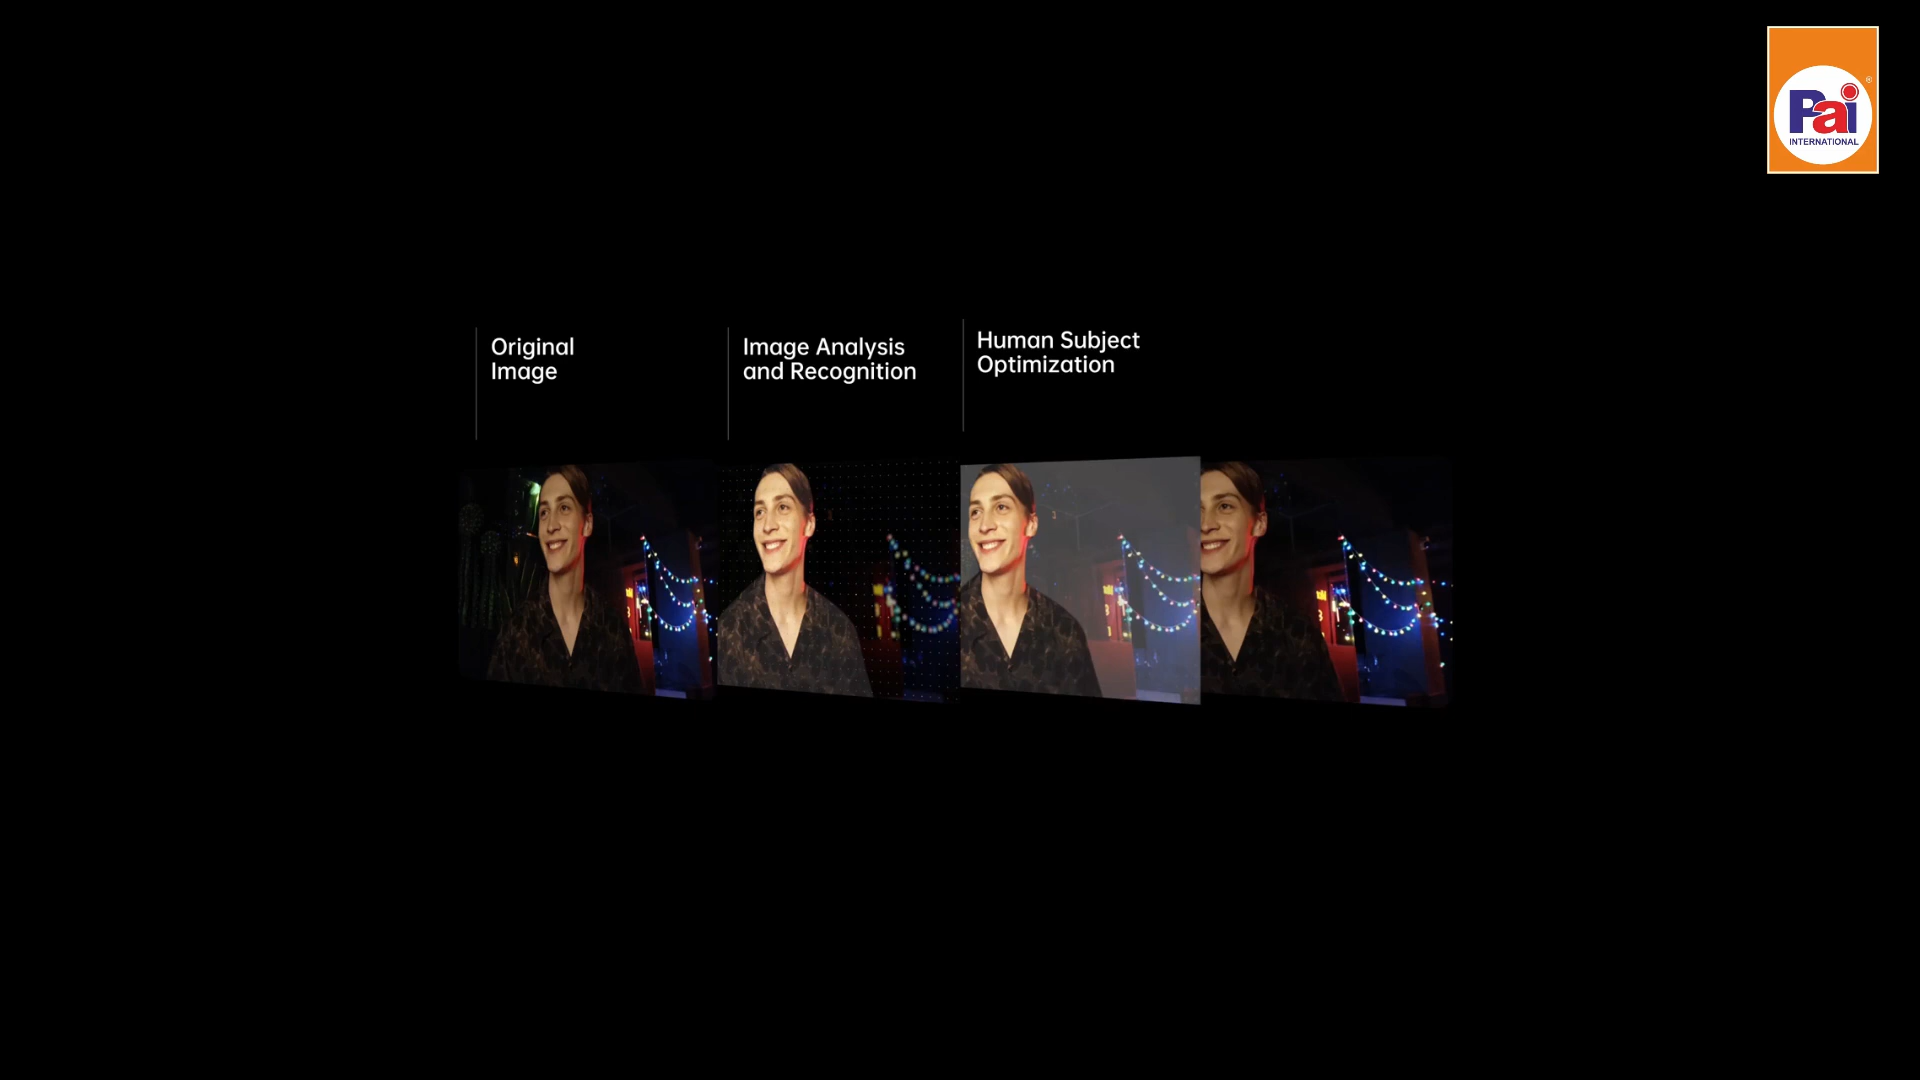 Pai
INTERNATIONAL
®
Original
Image
Image Analysis
and Recognition
Human Subject
Optimization